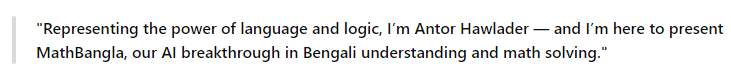 "Representing the power of language and logic, I’m Antor Hawlader — and I’m here to present
MathBangla, our AI breakthrough in Bengali understanding and math solving."